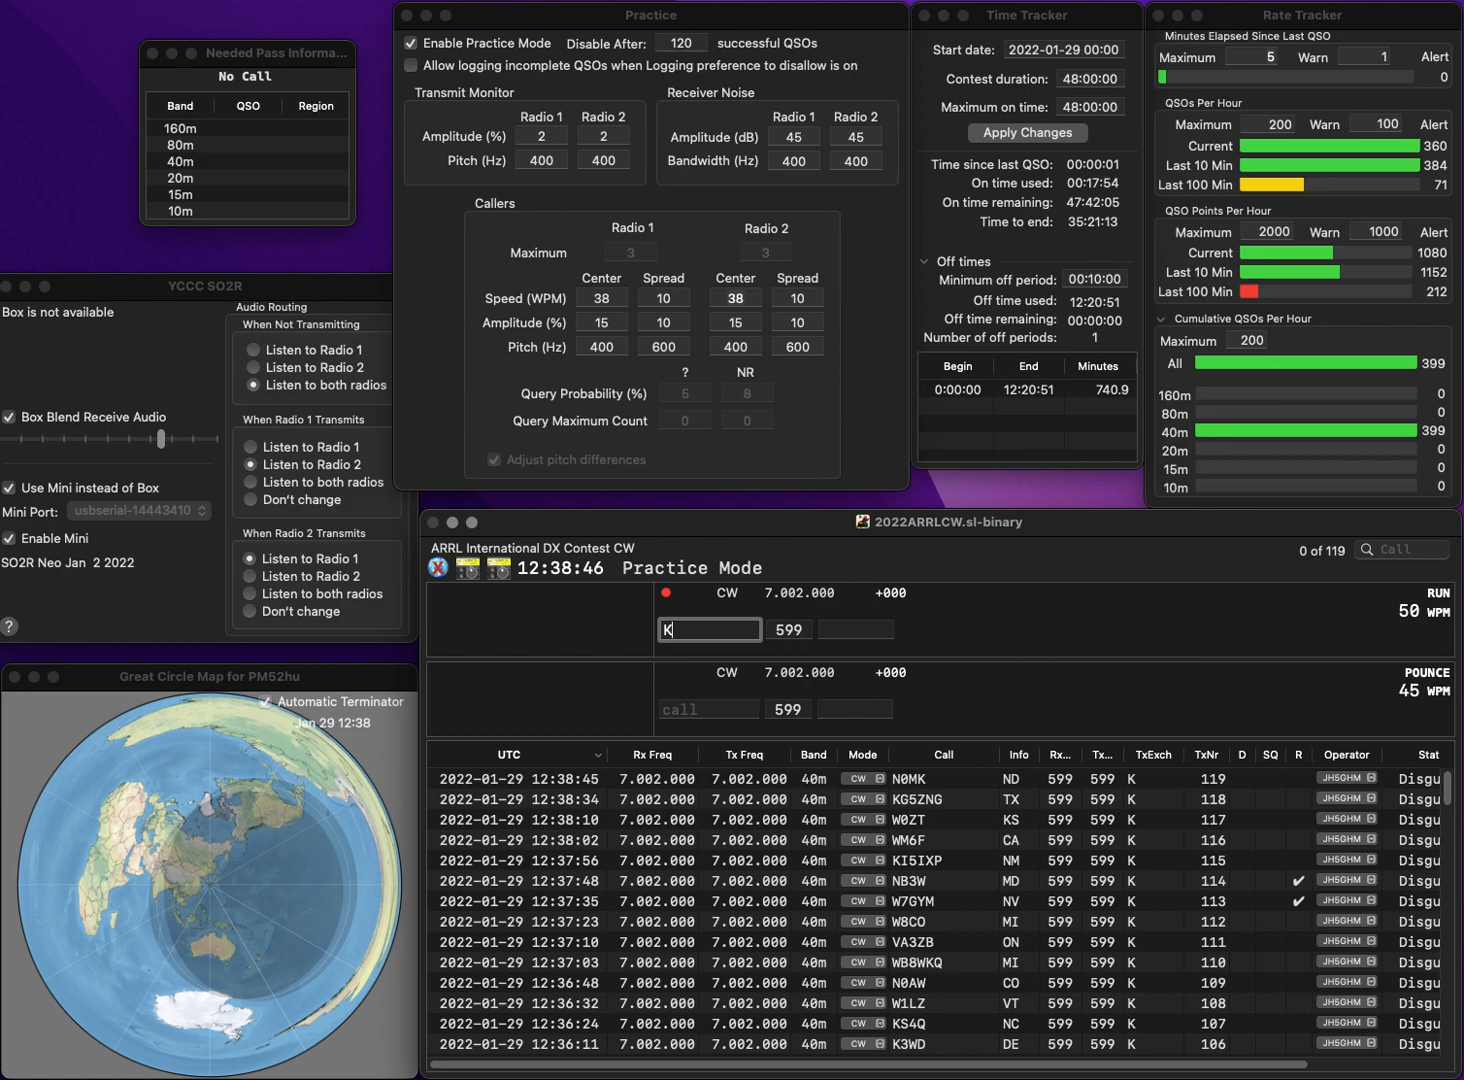 Needed Pass Informa...
No Call
Band QSO Region
160m
80m
40m
20m
15m
10m
YCCC SO2R
Box is not available
Box Blend Receive Audio
Use Mini instead of Box
Mini Port: usbserial-14443410
Enable Mini
SO2R Neo Jan 2 2022
?
Audio Routing
When Not Transmitting
Listen to Radio 1
Listen to Radio 2
Listen to both radios
When Radio 1 Transmits
Listen to Radio 1
Listen to Radio 2
Listen to both radios
Don't change
When Radio 2 Transmits
Listen to Radio 1
Listen to Radio 2
Listen to both radios
Don't change
Great Circle Map for PM52hu
Automatic Terminator
Jan 29 12:38
Practice
Enable Practice Mode Disable After: 120 successful QSOs
Allow logging incomplete QSOs when Logging preference to disallow is on
Transmit Monitor
Radio 1 Radio 2
Amplitude (%) 2 2
Pitch (Hz) 400 400
Receiver Noise
Radio 1 Radio 2
Amplitude (dB) 45 45
Bandwidth (Hz) 400 400
Callers
Radio 1 Radio 2
Maximum 3 3
Center Spread Center Spread
Speed (WPM) 38 10 38 10
Amplitude (%) 15 10 15 10
Pitch (Hz) 400 600 400 600
? NR
Query Probability (%) 5 8
Query Maximum Count 0 0
Adjust pitch differences
Time Tracker
Start date: 2022-01-29 00:00
Contest duration: 48:00:00
Maximum on time: 48:00:00
Apply Changes
Time since last QSO: 00:00:01
On time used: 00:17:54
On time remaining: 47:42:05
Time to end: 35:21:13
Off times
Minimum off period: 00:10:00
Off time used: 12:20:51
Off time remaining: 00:00:00
Number of off periods: 1
Begin End Minutes
0:00:00 12:20:51 740.9
Rate Tracker
Minutes Elapsed Since Last QSO
Maximum 5 Warn 1 Alert
0
QSOs Per Hour
Maximum 200 Warn 100 Alert
Current 360
Last 10 Min 384
Last 100 Min 71
QSO Points Per Hour
Maximum 2000 Warn 1000 Alert
Current 1080
Last 10 Min 1152
Last 100 Min 212
Cumulative QSOs Per Hour
Maximum 200
All 399
160m 0
80m 0
40m 399
20m 0
15m 0
10m 0
2022ARRLCW.sl-binary
ARRL International DX Contest CW
0 of 119 Call
12:38:46 Practice Mode
CW 7.002.000 +000 RUN
50 WPM
K 599
CW 7.002.000 +000 POUNCE
45 WPM
call 599
UTC Rx Freq Tx Freq Band Mode Call Info Rx... Tx... TxExch TxNr D SQ R Operator Stat
2022-01-29 12:38:45 7.002.000 7.002.000 40m CW N0MK ND 599 599 K 119 JH5GHM Disgu
2022-01-29 12:38:34 7.002.000 7.002.000 40m CW KG5ZNG TX 599 599 K 118 JH5GHM Disgu
2022-01-29 12:38:10 7.002.000 7.002.000 40m CW W0ZT KS 599 599 K 117 JH5GHM Disgu
2022-01-29 12:38:02 7.002.000 7.002.000 40m CW WM6F CA 599 599 K 116 JH5GHM Disgu
2022-01-29 12:37:56 7.002.000 7.002.000 40m CW KI5IXP NM 599 599 K 115 JH5GHM Disgu
2022-01-29 12:37:48 7.002.000 7.002.000 40m CW NB3W MD 599 599 K 114 ✔ JH5GHM Disgu
2022-01-29 12:37:35 7.002.000 7.002.000 40m CW W7GYM NV 599 599 K 113 ✔ JH5GHM Disgu
2022-01-29 12:37:23 7.002.000 7.002.000 40m CW W8CO MI 599 599 K 112 JH5GHM Disgu
2022-01-29 12:37:10 7.002.000 7.002.000 40m CW VA3ZB ON 599 599 K 111 JH5GHM Disgu
2022-01-29 12:37:03 7.002.000 7.002.000 40m CW WB8WKQ MI 599 599 K 110 JH5GHM Disgu
2022-01-29 12:36:48 7.002.000 7.002.000 40m CW N0AW CO 599 599 K 109 JH5GHM Disgu
2022-01-29 12:36:32 7.002.000 7.002.000 40m CW W1LZ VT 599 599 K 108 JH5GHM Disgu
2022-01-29 12:36:24 7.002.000 7.002.000 40m CW KS4Q NC 599 599 K 107 JH5GHM Disgu
2022-01-29 12:36:11 7.002.000 7.002.000 40m CW K3WD DE 599 599 K 106 JH5GHM Disgu